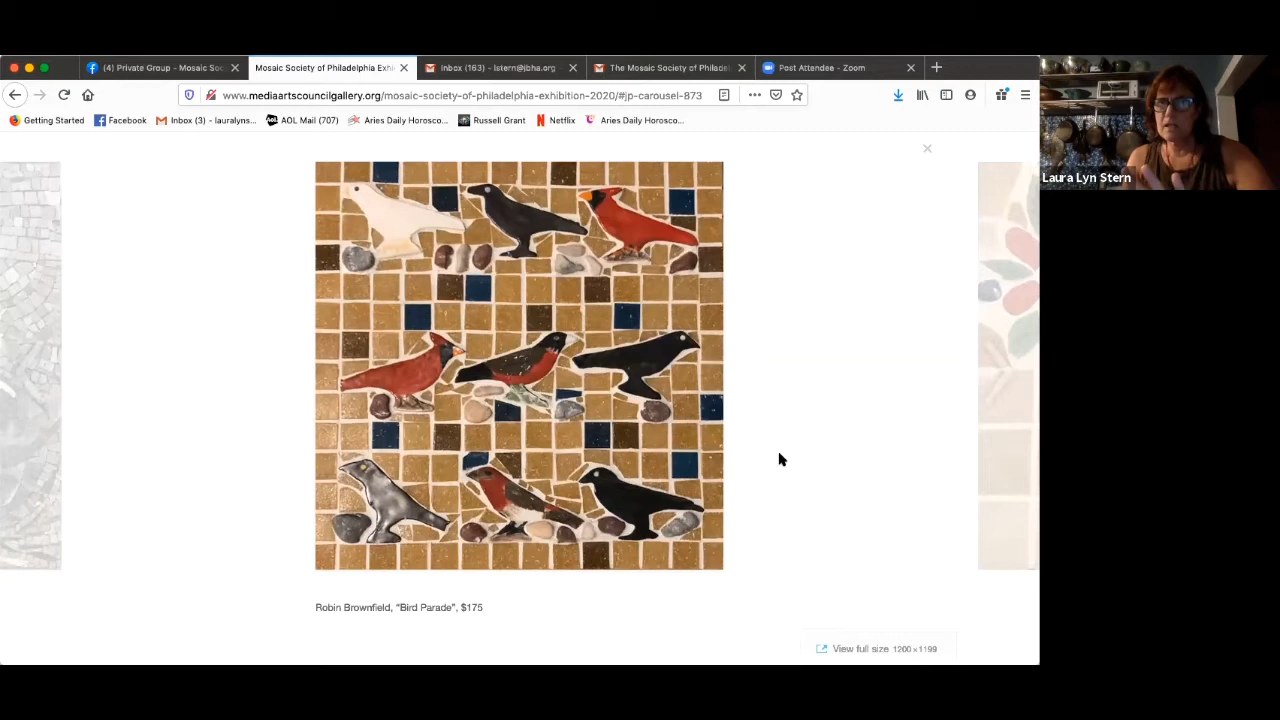 (4) Private Group - Mosaic Soc
Mosaic Society of Philadelphia Exhi
Inbox (163) - lstern@jbha.org
The Mosaic Society of Philadel
Post Attendee - Zoom
www.mediaartscouncilgallery.org/mosaic-society-of-philadelphia-exhibition-2020/#jp-carousel-873
Getting Started
Facebook
Inbox (3) - lauralyns...
AOL Mail (707)
Aries Daily Horosco...
Russell Grant
Netflix
Aries Daily Horosco...
Laura Lyn Stern
Robin Brownfield, “Bird Parade”, $175
View full size 1200×1199